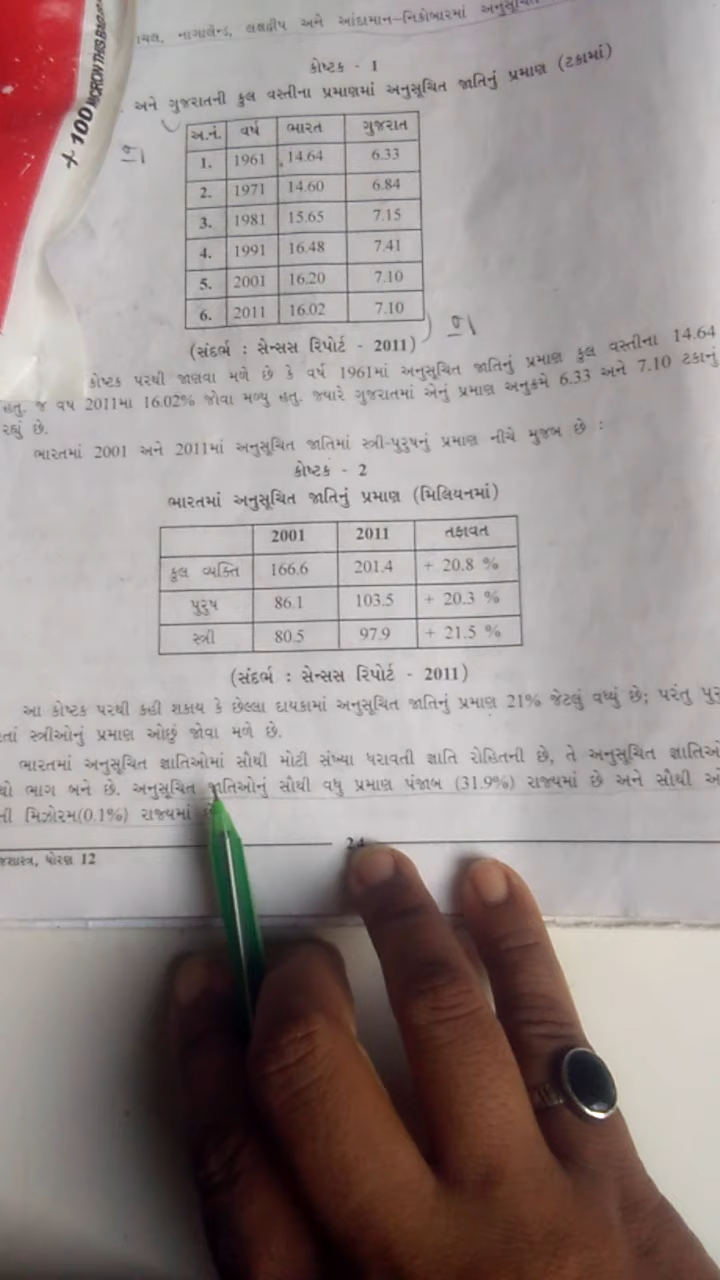 + 100 MICRON THIS BAG
નાગાલેન્ડ, લક્ષદ્વીપ અને આંદામાન-નિકોબારમાં
કોષ્ટક - 1
અને ગુજરાતની કુલ વસ્તીના પ્રમાણમાં અનુસૂચિત જાતિનું પ્રમાણ (ટકામાં)
અ.નં. વર્ષ ભારત ગુજરાત
1. 1961 14.64 6.33
2. 1971 14.60 6.84
3. 1981 15.65 7.15
4. 1991 16.48 7.41
5. 2001 16.20 7.10
6. 2011 16.02 7.10
(સંદર્ભ : સેન્સસ રિપોર્ટ - 2011)
કોષ્ટક પરથી જાણવા મળે છે કે વર્ષ 1961માં અનુસૂચિત જાતિનું પ્રમાણ કુલ વસ્તીના 14.64
હતુ. જે વર્ષ 2011માં 16.02% જોવા મળ્યુ હતુ. જ્યારે ગુજરાતમાં એનું પ્રમાણ અનુક્રમે 6.33 અને 7.10 ટકાનું
રહ્યું છે.
ભારતમાં 2001 અને 2011માં અનુસૂચિત જાતિમાં સ્ત્રી-પુરુષનું પ્રમાણ નીચે મુજબ છે :
કોષ્ટક - 2
ભારતમાં અનુસૂચિત જાતિનું પ્રમાણ (મિલિયનમાં)
2001 2011 તફાવત
કુલ વ્યક્તિ 166.6 201.4 + 20.8 %
પુરુષ 86.1 103.5 + 20.3 %
સ્ત્રી 80.5 97.9 + 21.5 %
(સંદર્ભ : સેન્સસ રિપોર્ટ - 2011)
આ કોષ્ટક પરથી કહી શકાય કે છેલ્લા દાયકામાં અનુસૂચિત જાતિનું પ્રમાણ 21% જેટલું વધ્યું છે; પરંતુ
સ્ત્રીઓનું પ્રમાણ ઓછું જોવા મળે છે.
ભારતમાં અનુસૂચિત જ્ઞાતિઓમાં સૌથી મોટી સંખ્યા ધરાવતી જ્ઞાતિ રોહિતની છે, તે અનુસૂચિત
ભાગ બને છે. અનુસૂચિત જાતિઓનું સૌથી વધુ પ્રમાણ પંજાબ (31.9%) રાજ્યમાં છે અને સૌથી
મિઝોરમ(0.1%) રાજ્યમાં
ધોરણ 12
24